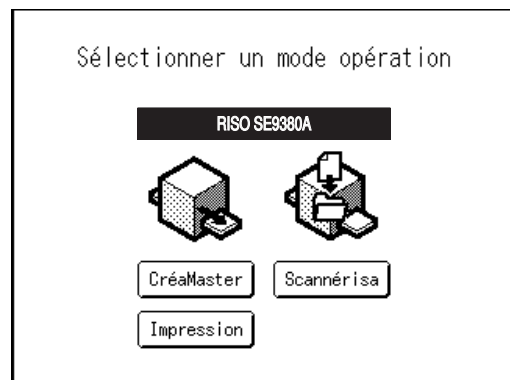 Sélectionner un mode opération
RISO SE9380A
CréaMaster Scannérisa
Impression